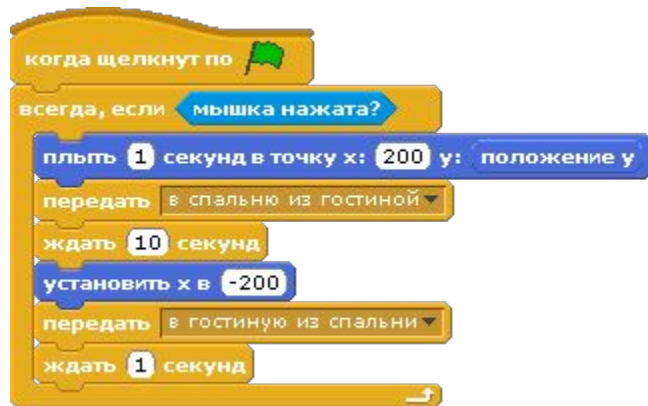 когда щелкнут по
всегда, если мышка нажата?
плыть 1 секунд в точку x: 200 y: положение y
передать в спальню из гостиной
ждать 10 секунд
установить x в -200
передать в гостиную из спальни
ждать 1 секунд